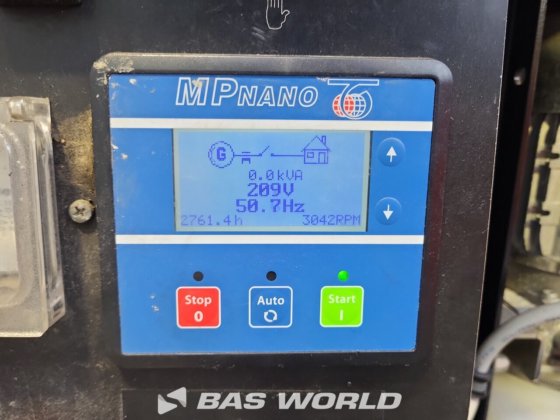 MPNANO
G
0.0kVA
209V
50.7Hz
2761.4h 3042RPM
Stop
0
Auto
Start
I
BAS WORLD